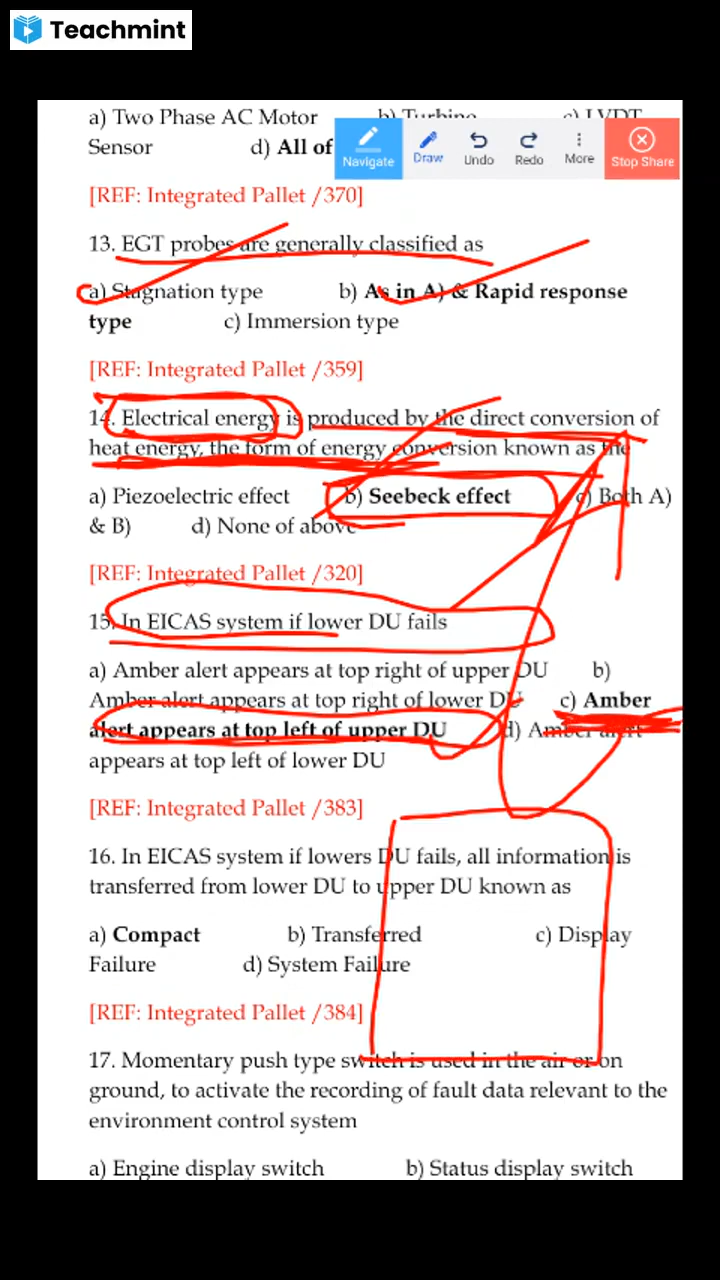 Teachmint
a) Two Phase AC Motor b) Turbine c) LVDT
Sensor d) All of
Navigate Draw Undo Redo More Stop Share
[REF: Integrated Pallet /370]
13. EGT probes are generally classified as
a) Stagnation type b) As in A) & Rapid response
type c) Immersion type
[REF: Integrated Pallet /359]
14. Electrical energy is produced by the direct conversion of
heat energy, the form of energy conversion known as the
a) Piezoelectric effect b) Seebeck effect c) Both A)
& B) d) None of above
[REF: Integrated Pallet /320]
15. In EICAS system if lower DU fails
a) Amber alert appears at top right of upper DU b)
Amber alert appears at top right of lower DU c) Amber
alert appears at top left of upper DU d) Amber alert
appears at top left of lower DU
[REF: Integrated Pallet /383]
16. In EICAS system if lowers DU fails, all information is
transferred from lower DU to upper DU known as
a) Compact b) Transferred c) Display
Failure d) System Failure
[REF: Integrated Pallet /384]
17. Momentary push type switch is used in the air or on
ground, to activate the recording of fault data relevant to the
environment control system
a) Engine display switch b) Status display switch